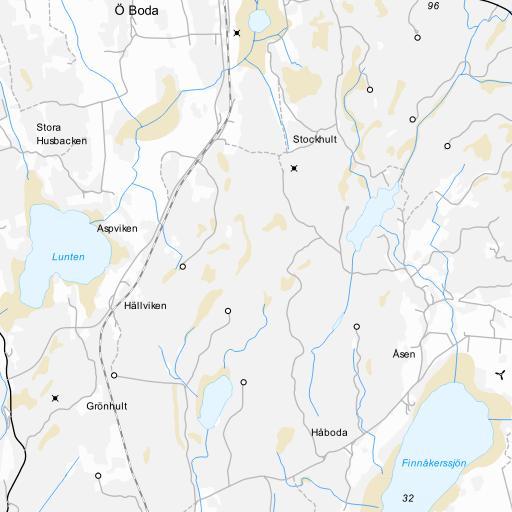 Ö Boda
96
Stora
Husbacken
Stockhult
Aspviken
Lunten
Hällviken
Åsen
Grönhult
Håboda
Finnåkerssjön
32